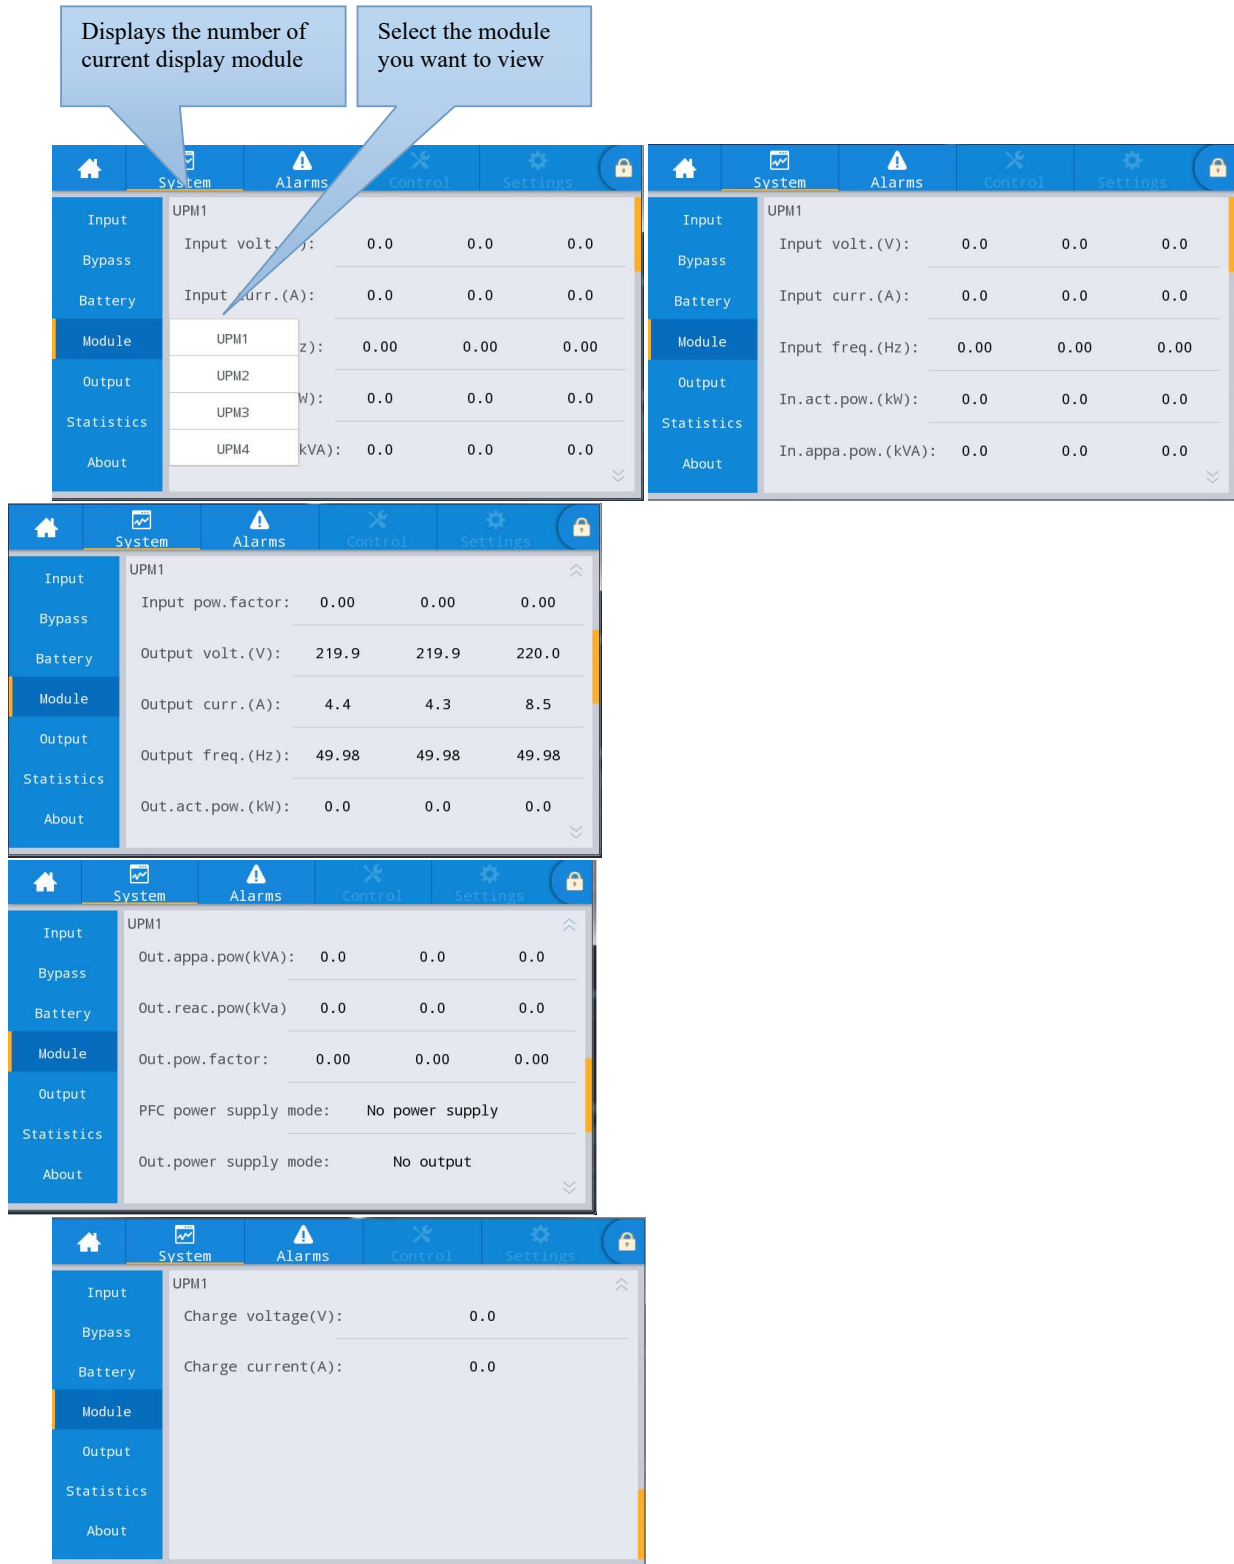 Displays the number of
current display module
Select the module
you want to view
System Alarms Control Settings
Input
Bypass
Battery
Module
Output
Statistics
About
UPM1
Input volt. ): 0.0 0.0 0.0
Input curr.(A): 0.0 0.0 0.0
z): 0.00 0.00 0.00
W): 0.0 0.0 0.0
kVA): 0.0 0.0 0.0
UPM1
UPM2
UPM3
UPM4
System Alarms Control Settings
Input
Bypass
Battery
Module
Output
Statistics
About
UPM1
Input volt.(V): 0.0 0.0 0.0
Input curr.(A): 0.0 0.0 0.0
Input freq.(Hz): 0.00 0.00 0.00
In.act.pow.(kW): 0.0 0.0 0.0
In.appa.pow.(kVA): 0.0 0.0 0.0
System Alarms Control Settings
Input
Bypass
Battery
Module
Output
Statistics
About
UPM1
Input pow.factor: 0.00 0.00 0.00
Output volt.(V): 219.9 219.9 220.0
Output curr.(A): 4.4 4.3 8.5
Output freq.(Hz): 49.98 49.98 49.98
Out.act.pow.(kW): 0.0 0.0 0.0
System Alarms Control Settings
Input
Bypass
Battery
Module
Output
Statistics
About
UPM1
Out.appa.pow(kVA): 0.0 0.0 0.0
Out.reac.pow(kVa) 0.0 0.0 0.0
Out.pow.factor: 0.00 0.00 0.00
PFC power supply mode: No power supply
Out.power supply mode: No output
System Alarms Control Settings
Input
Bypass
Battery
Module
Output
Statistics
About
UPM1
Charge voltage(V): 0.0
Charge current(A): 0.0